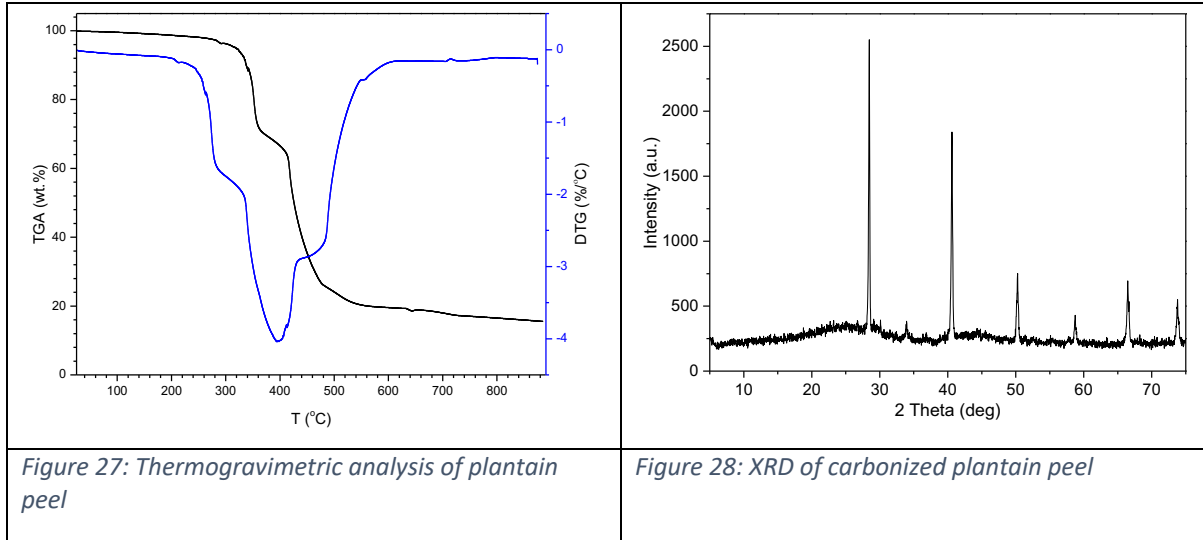 100
80
60
40
20
0
TGA (wt.%)
100 200 300 400 500 600 700 800
T (°C)
0
-1
-2
-3
-4
DTG (%/°C)
2500
2000
1500
1000
500
0
Intensity (a.u.)
10 20 30 40 50 60 70
2 Theta (deg)
Figure 27: Thermogravimetric analysis of plantain
peel
Figure 28: XRD of carbonized plantain peel